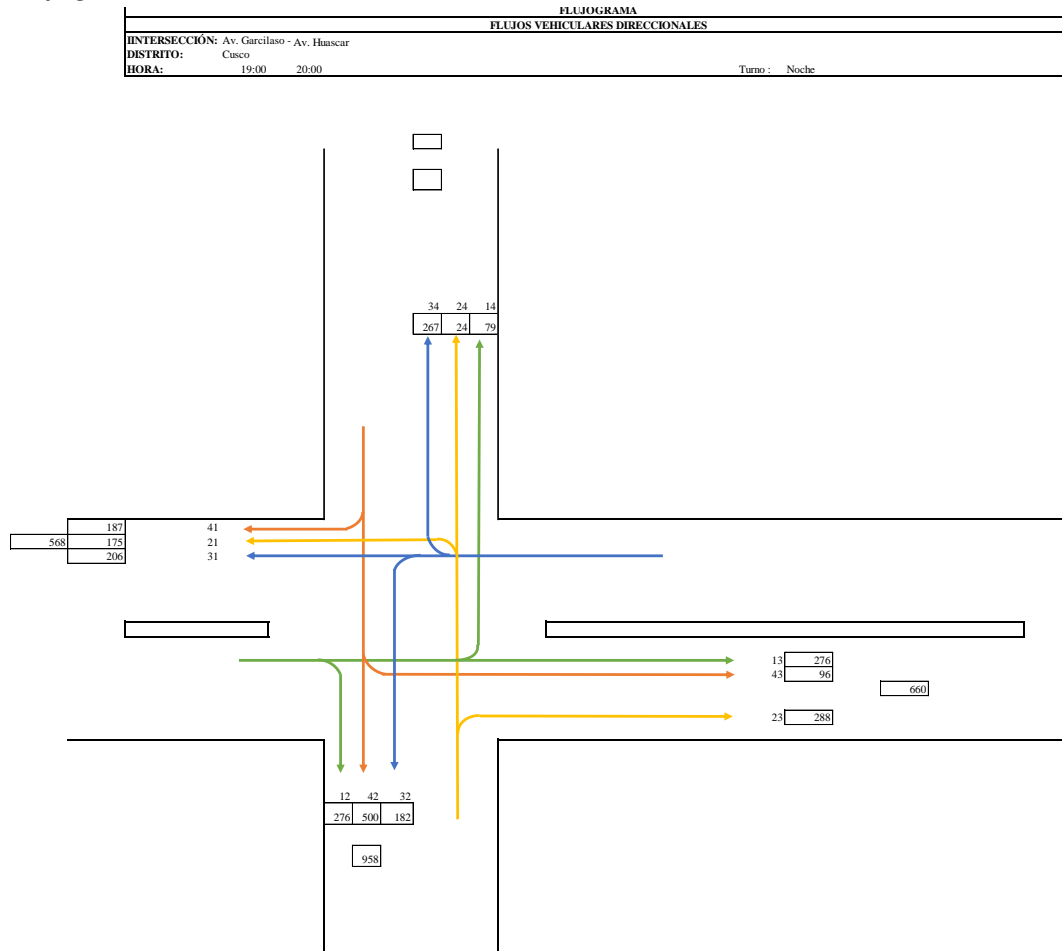 FLUJOGRAMA
FLUJOS VEHICULARES DIRECCIONALES
IINTERSECCIÓN: Av. Garcilaso - Av. Huascar
DISTRITO: Cusco
HORA: 19:00 20:00 Turno : Noche
34 24 14
267 24 79
187 41
568 175 21
206 31
13 276
43 96
660
23 288
12 42 32
276 500 182
958